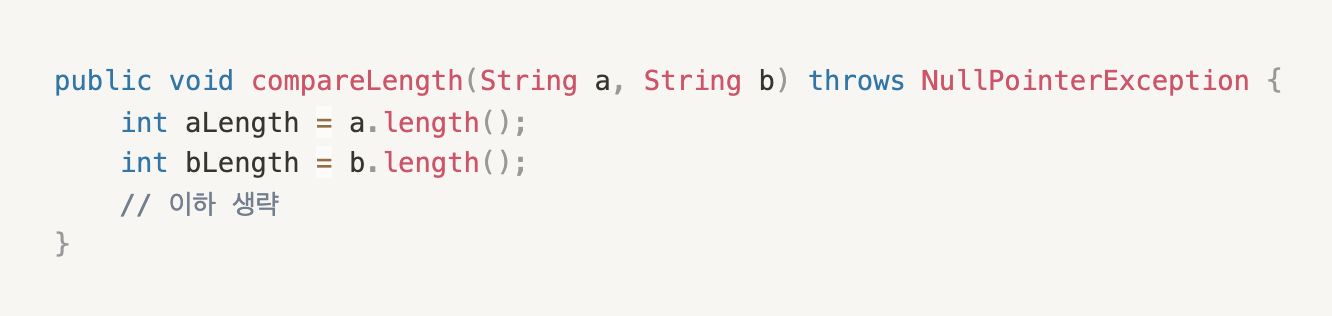 public void compareLength(String a, String b) throws NullPointerException {
    int aLength = a.length();
    int bLength = b.length();
    // 이하 생략
}